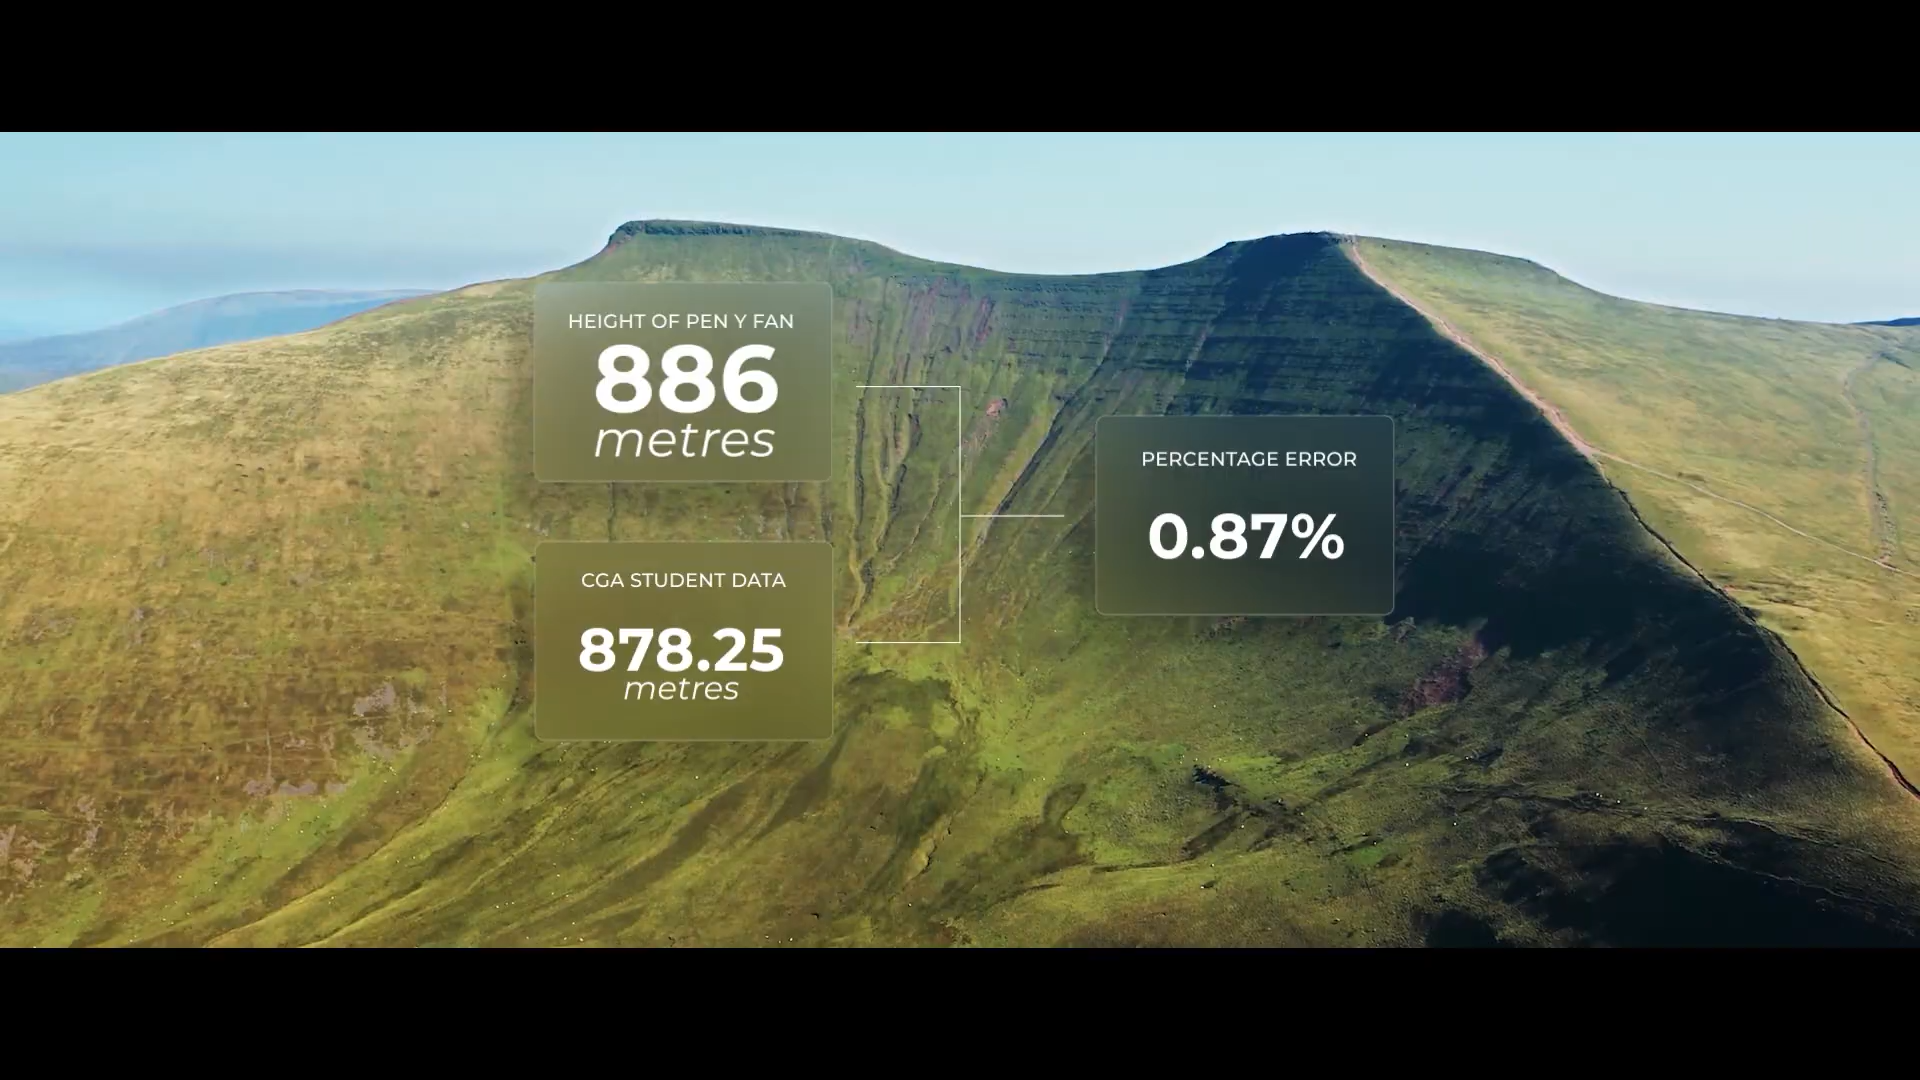 HEIGHT OF PEN Y FAN
886
metres
CGA STUDENT DATA
878.25
metres
PERCENTAGE ERROR
0.87%